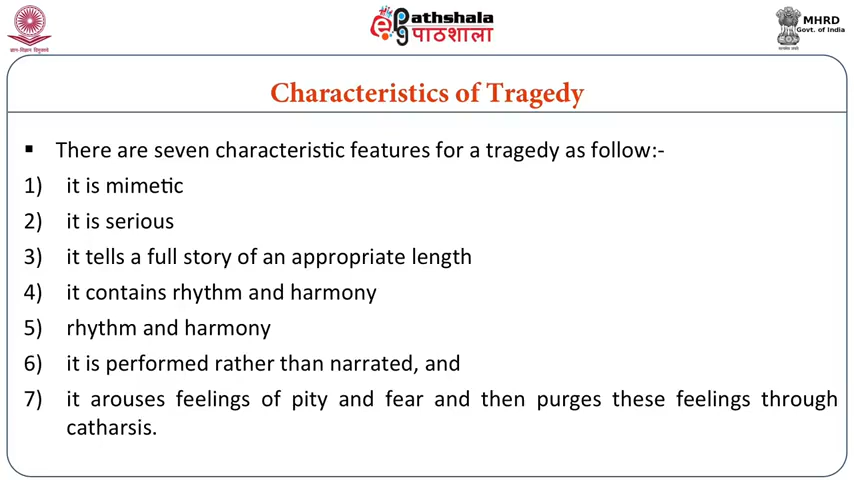 ePathshala
पाठशाला
MHRD
Govt. of India
Characteristics of Tragedy
▪ There are seven characteristic features for a tragedy as follow:-
1) it is mimetic
2) it is serious
3) it tells a full story of an appropriate length
4) it contains rhythm and harmony
5) rhythm and harmony
6) it is performed rather than narrated, and
7) it arouses feelings of pity and fear and then purges these feelings through
catharsis.